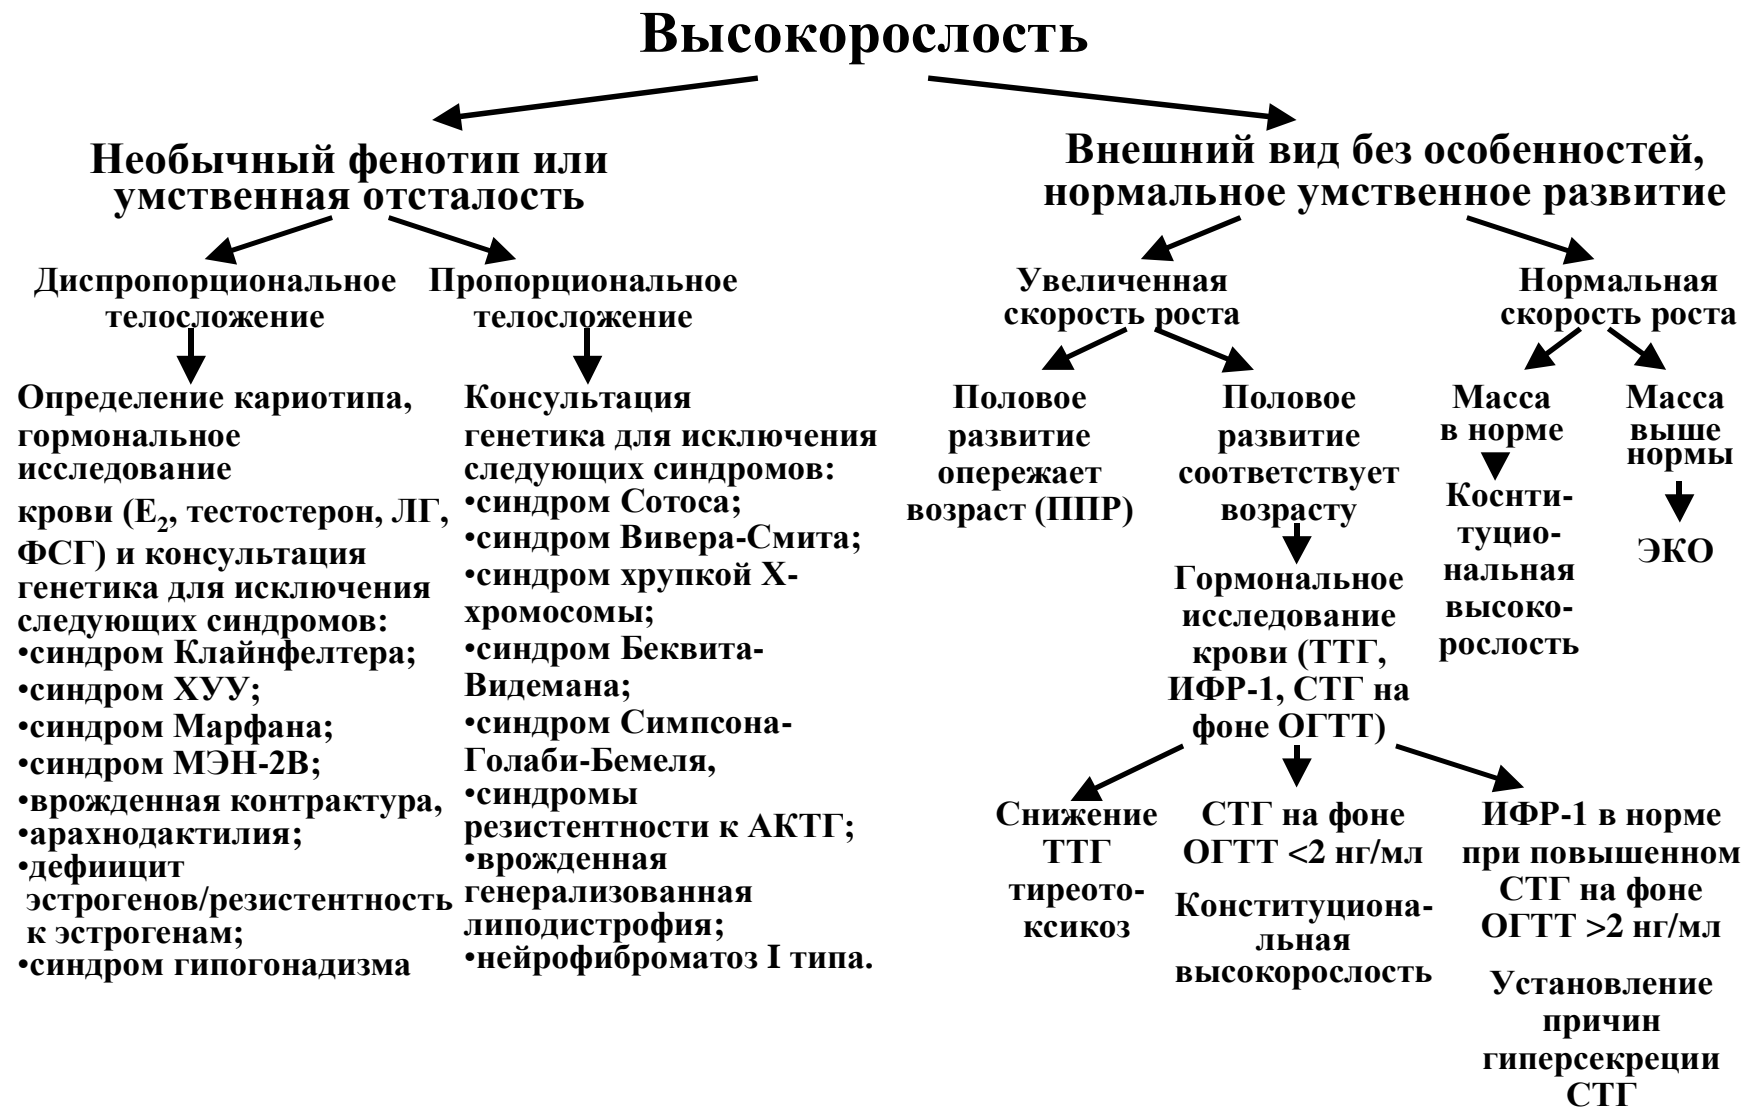 Высокорослость
Необычный фенотип или
умственная отсталость
Диспропорциональное
телосложение
Определение кариотипа,
гормональное
исследование
крови (Е2, тестостерон, ЛГ,
ФСГ) и консультация
генетика для исключения
следующих синдромов:
•синдром Клайнфелтера;
•синдром ХУУ;
•синдром Марфана;
•синдром МЭН-2В;
•врожденная контрактура,
•арахнодактилия;
•дефиицит
эстрогенов/резистентность
к эстрогенам;
•синдром гипогонадизма
Пропорциональное
телосложение
Консультация
генетика для исключения
следующих синдромов:
•синдром Сотоса;
•синдром Вивера-Смита;
•синдром хрупкой Х-
хромосомы;
•синдром Беквита-
Видемана;
•синдром Симпсона-
Голаби-Бемеля,
•синдромы
резистентности к АКТГ;
•врожденная
генерализованная
липодистрофия;
•нейрофиброматоз I типа.
Внешний вид без особенностей,
нормальное умственное развитие
Увеличенная
скорость роста
Половое
развитие
опережает
возраст (ППР)
Половое
развитие
соответствует
возрасту
Гормональное
исследование
крови (ТТГ,
ИФР-1, СТГ на
фоне ОГТТ)
Снижение
ТТГ
тиреото-
ксикоз
СТГ на фоне
ОГТТ <2 нг/мл
Конституциона-
льная
высокорослость
ИФР-1 в норме
при повышенном
СТГ на фоне
ОГТТ >2 нг/мл
Установление
причин
гиперсекреции
СТГ
Нормальная
скорость роста
Масса
в норме
Коснти-
туцио-
нальная
высоко-
рослость
Масса
выше
нормы
ЭКО